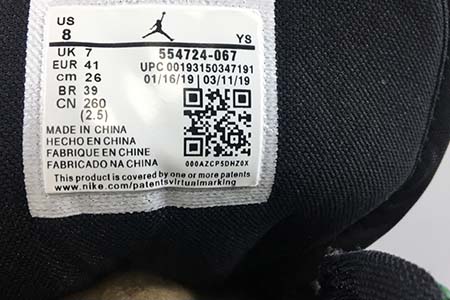 US
8 YS
UK 7 554724-067
EUR 41 UPC 00193150347191
cm 26 01/16/19 03/11/19
BR 39
CN 260
(2.5)
MADE IN CHINA
HECHO EN CHINA
FABRIQUE EN CHINE
FABRICADO NA CHINA
000AZCP5DHZ0X
This product is covered by one or more patents
www.nike.com/patentsvirtualmarking